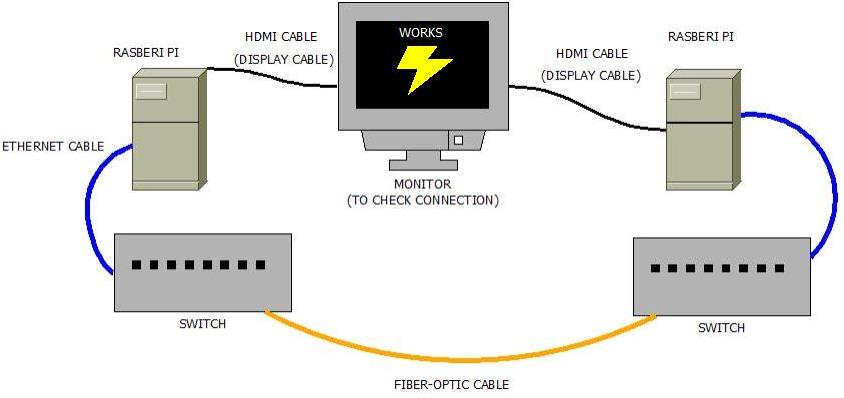 WORKS
HDMI CABLE
(DISPLAY CABLE)
RASBERI PI
HDMI CABLE
(DISPLAY CABLE)
RASBERI PI
ETHERNET CABLE
MONITOR
(TO CHECK CONNECTION)
SWITCH
SWITCH
FIBER-OPTIC CABLE